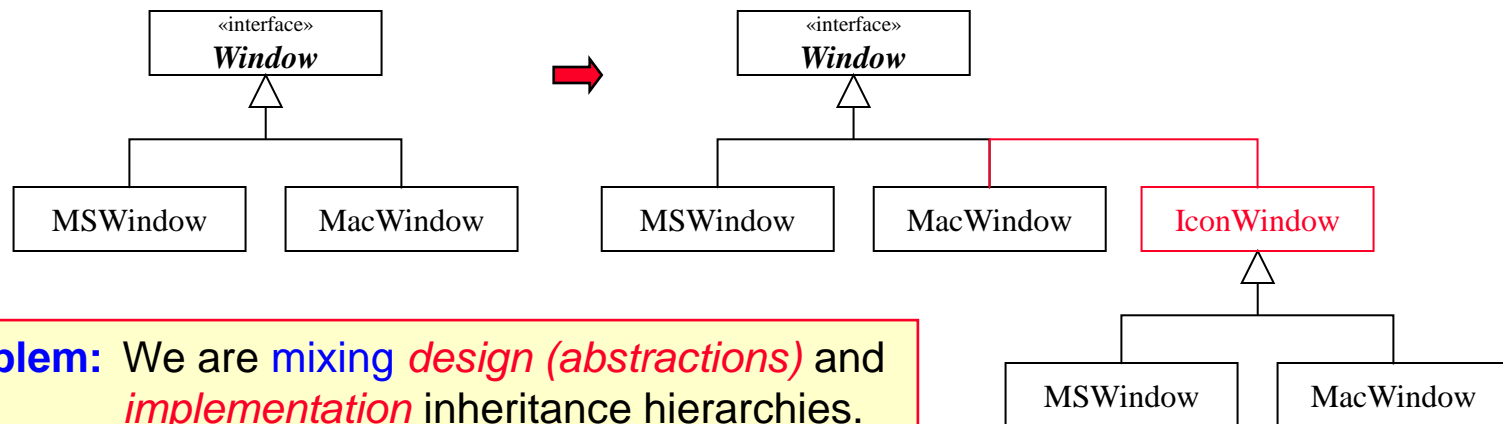 «interface»
Window
«interface»
Window
MSWindow
MacWindow
MSWindow
MacWindow
IconWindow
blem: We are mixing design (abstractions) and
implementation inheritance hierarchies.
MSWindow
MacWindow